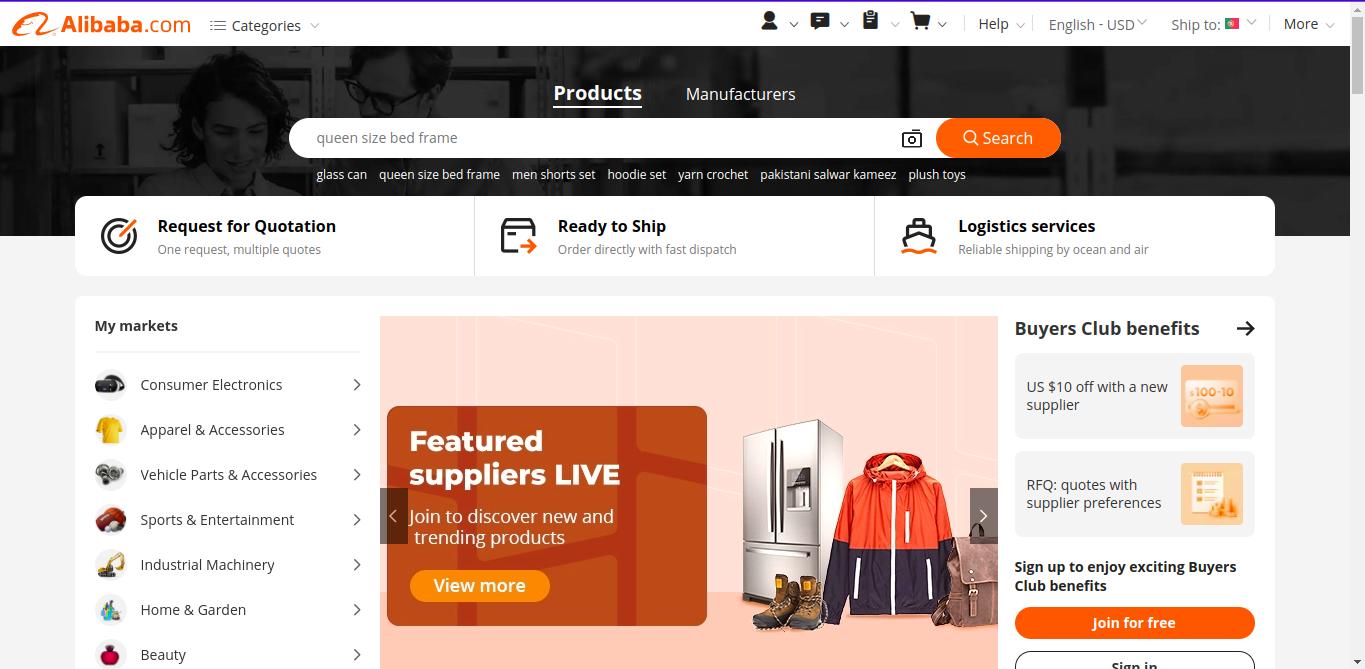 Alibaba.com
Categories
Help
English - USD
Ship to:
More
Products
Manufacturers
queen size bed frame
Search
glass can queen size bed frame men shorts set hoodie set yarn crochet pakistani salwar kameez plush toys
Request for Quotation
One request, multiple quotes
Ready to Ship
Order directly with fast dispatch
Logistics services
Reliable shipping by ocean and air
My markets
Consumer Electronics
Apparel & Accessories
Vehicle Parts & Accessories
Sports & Entertainment
Industrial Machinery
Home & Garden
Beauty
Featured
suppliers LIVE
Join to discover new and
trending products
View more
Buyers Club benefits
US $10 off with a new
supplier
$100-10
RFQ: quotes with
supplier preferences
Sign up to enjoy exciting Buyers
Club benefits
Join for free
Sign in